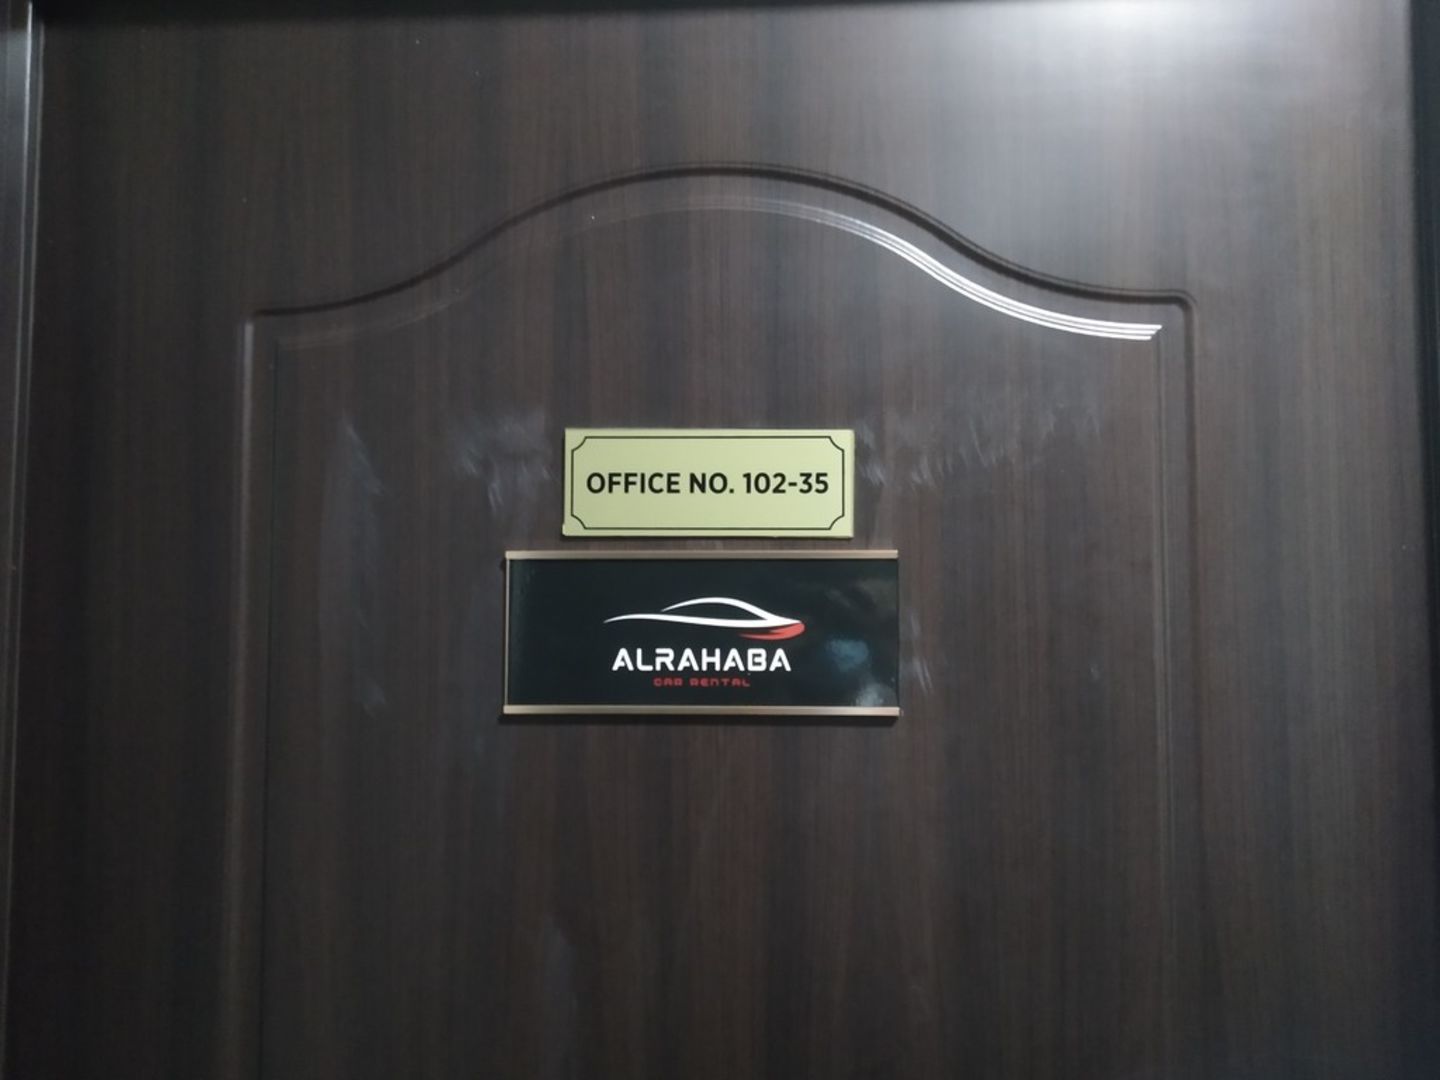 OFFICE NO. 102-35
ALRAHABA
CAR RENTAL